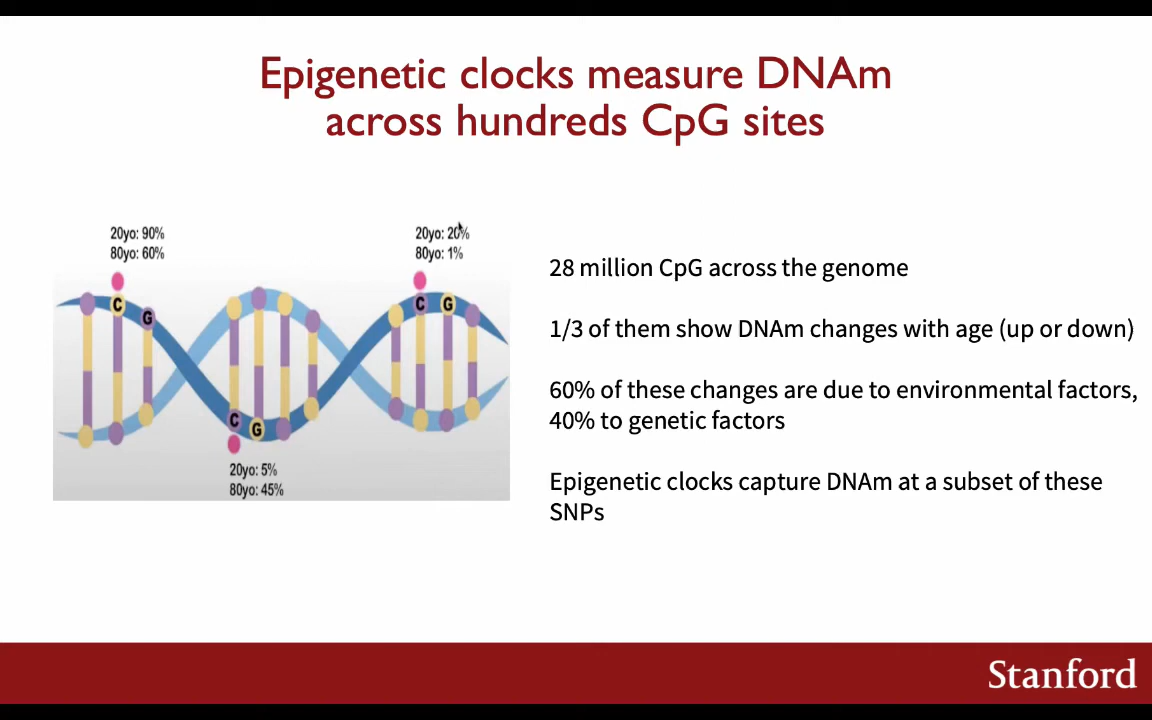 Epigenetic clocks measure DNAm
across hundreds CpG sites
20yo: 90%
80yo: 60%
20yo: 20%
80yo: 1%
C
G
C
G
C
G
20yo: 5%
80yo: 45%
28 million CpG across the genome
1/3 of them show DNAm changes with age (up or down)
60% of these changes are due to environmental factors,
40% to genetic factors
Epigenetic clocks capture DNAm at a subset of these
SNPs
Stanford